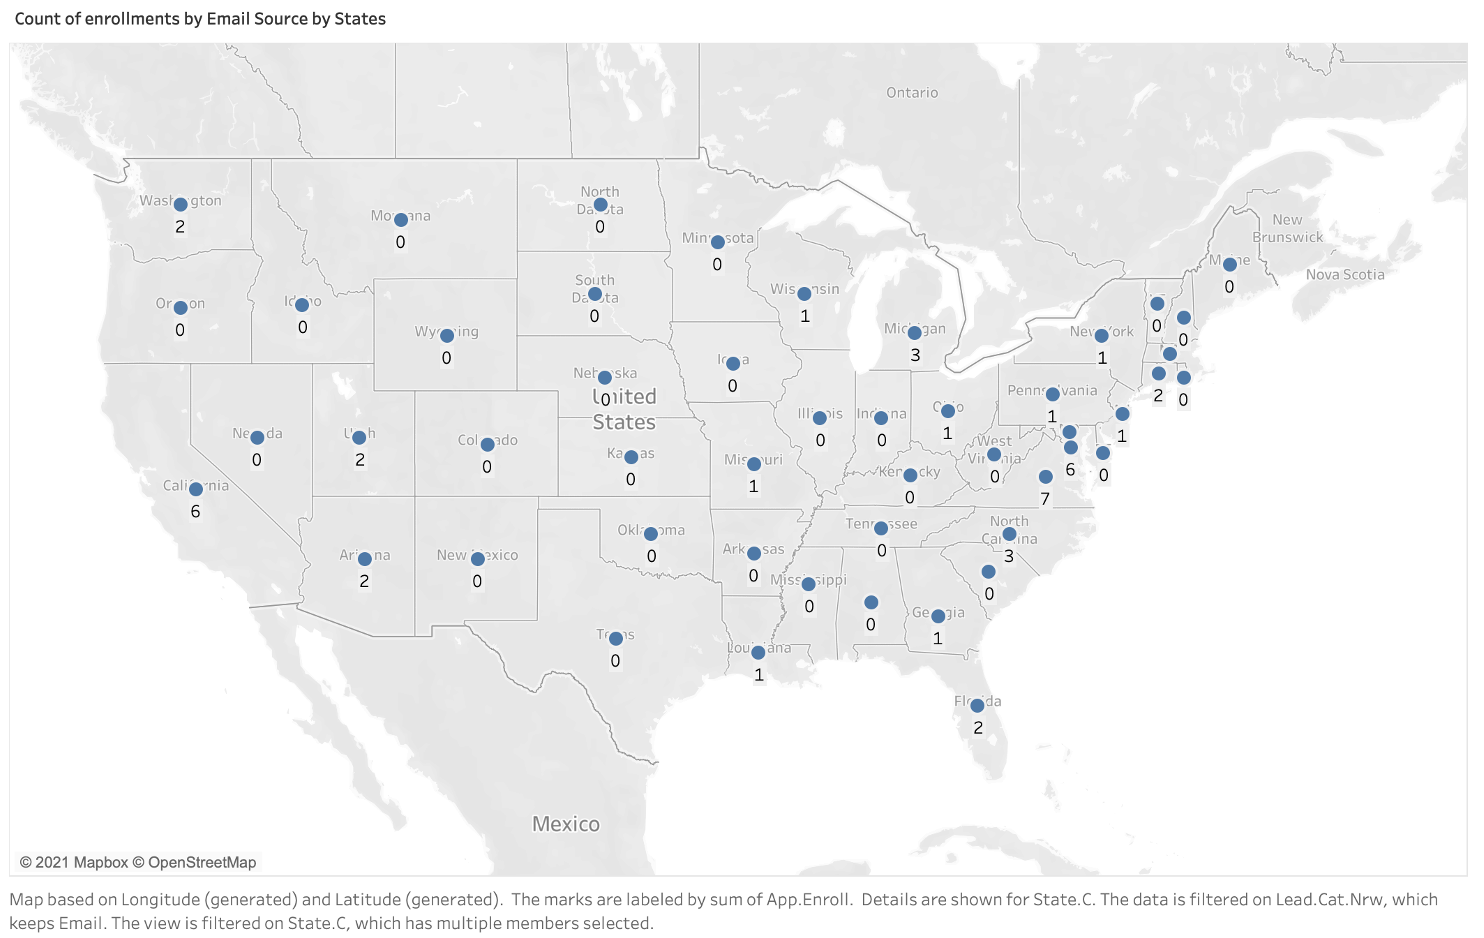 Count of enrollments by Email Source by States
Ontario
North
Dakota
0
Washington
2
Montana
0
New
Brunswick
Minnesota
0
Maine
0
Nova Scotia
South
Dakota
0
Wisconsin
1
Oregon
0
Idaho
0
0
0
Wyoming
0
Michigan
3
New York
1
Iowa
0
Nebraska
0
2
0
United
States
Pennsylvania
1
Illinois
0
Indiana
0
Ohio
1
1
Nevada
0
Utah
2
Colorado
0
Kansas
0
Missouri
1
West
Virginia
0
6
0
Kentucky
0
7
California
6
Oklahoma
0
Tennessee
0
North
Carolina
3
Arizona
2
New Mexico
0
Arkansas
0
Mississippi
0
0
0
Georgia
1
Texas
0
Louisiana
1
Florida
2
Mexico
© 2021 Mapbox © OpenStreetMap
Map based on Longitude (generated) and Latitude (generated).  The marks are labeled by sum of App.Enroll.  Details are shown for State.C. The data is filtered on Lead.Cat.Nrw, which
keeps Email. The view is filtered on State.C, which has multiple members selected.